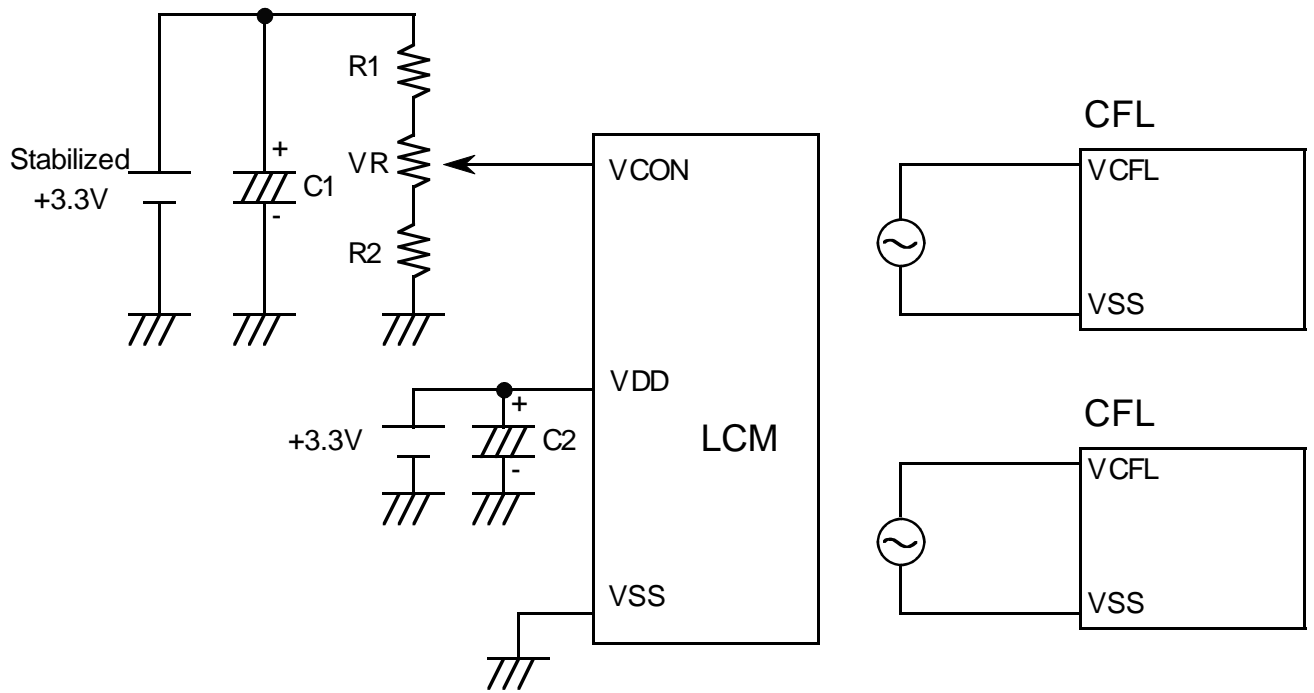 R1
CFL
Stabilized
+3.3V
+
-
C1
VR
VCON
VCFL
R2
VSS
VDD
+3.3V
+
-
C2
LCM
CFL
VCFL
VSS
VSS